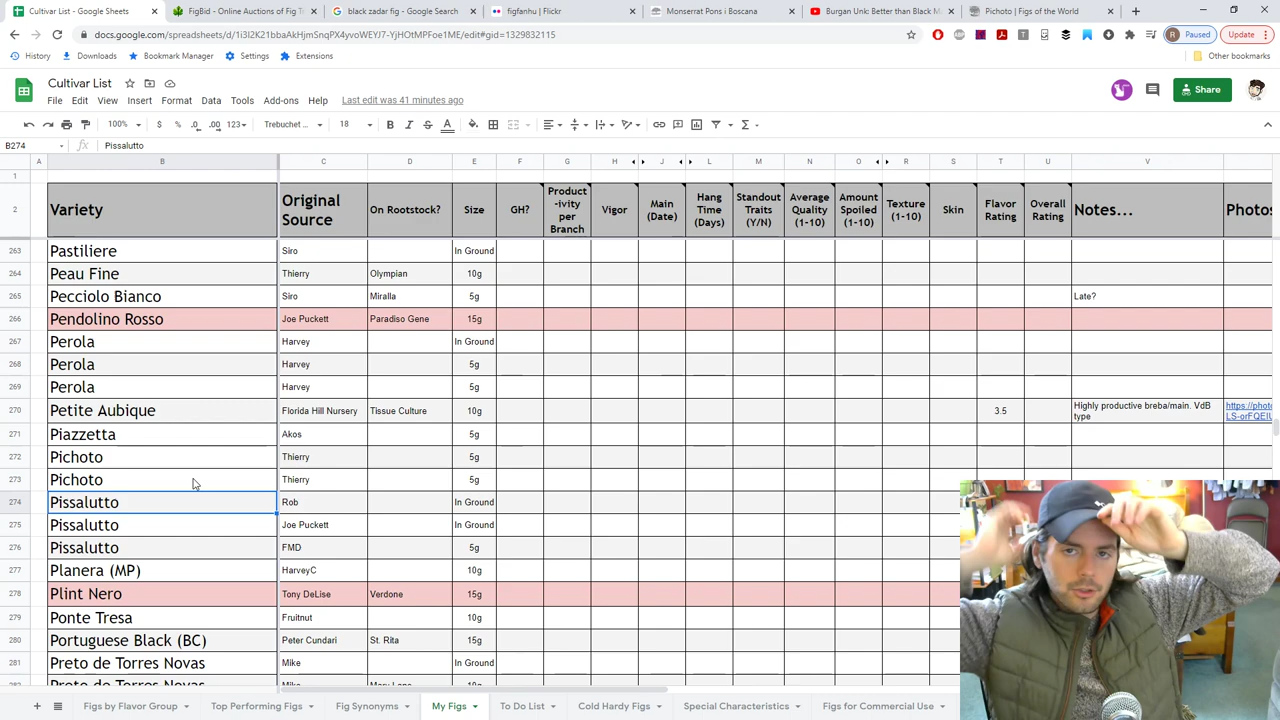 Cultivar List - Google Sheets
FigBid - Online Auctions of Fig T
black zadar fig - Google Search
figfanhu | Flickr
Monserrat Pons i Boscana
Burgan Unk: Better than Black M
Pichoto | Figs of the World
docs.google.com/spreadsheets/d/1i3I2K21bbaAkHjmSnqPX4yvoWEYJ7-YjHOtMPFoe1ME/edit#gid=1329832115
Paused
Update
History
Downloads
Bookmark Manager
Settings
Extensions
Other bookmarks
Cultivar List
File Edit View Insert Format Data Tools Add-ons Help Last edit was 41 minutes ago
Share
100% $ % .0 .00 123 Trebuchet ... 18 B I S A
B274 fx Pissalutto
A B C D E F G H J L M N O R S T U V
1
2 Variety Original Source On Rootstock? Size GH? Product-ivity per Branch Vigor Main (Date) Hang Time (Days) Standout Traits (Y/N) Average Quality (1-10) Amount Spoiled (1-10) Texture (1-10) Skin Flavor Rating Overall Rating Notes... Photos
263 Pastiliere Siro In Ground
264 Peau Fine Thierry Olympian 10g
265 Pecciolo Bianco Siro Miralla 5g Late?
266 Pendolino Rosso Joe Puckett Paradiso Gene 15g
267 Perola Harvey In Ground
268 Perola Harvey 5g
269 Perola Harvey 5g
270 Petite Aubique Florida Hill Nursery Tissue Culture 10g 3.5 Highly productive breba/main. VdB type https://photo LS-orFQEIU
271 Piazzetta Akos 5g
272 Pichoto Thierry 5g
273 Pichoto Thierry 5g
274 Pissalutto Rob In Ground
275 Pissalutto Joe Puckett In Ground
276 Pissalutto FMD 5g
277 Planera (MP) HarveyC 10g
278 Plint Nero Tony DeLise Verdone 15g
279 Ponte Tresa Fruitnut 10g
280 Portuguese Black (BC) Peter Cundari St. Rita 15g
281 Preto de Torres Novas Mike In Ground
Preto de Torres Novas Mike
Figs by Flavor Group Top Performing Figs Fig Synonyms My Figs To Do List Cold Hardy Figs Special Characteristics Figs for Commercial Use